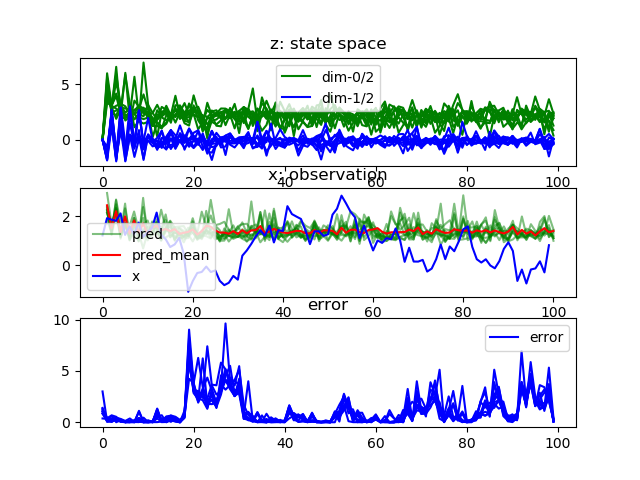 z: state space
5
0
dim-0/2
dim-1/2
0 20 40 60 80 100
x: observation
2
0
pred
pred_mean
x
0 20 40 60 80 100
error
10
5
0
error
0 20 40 60 80 100